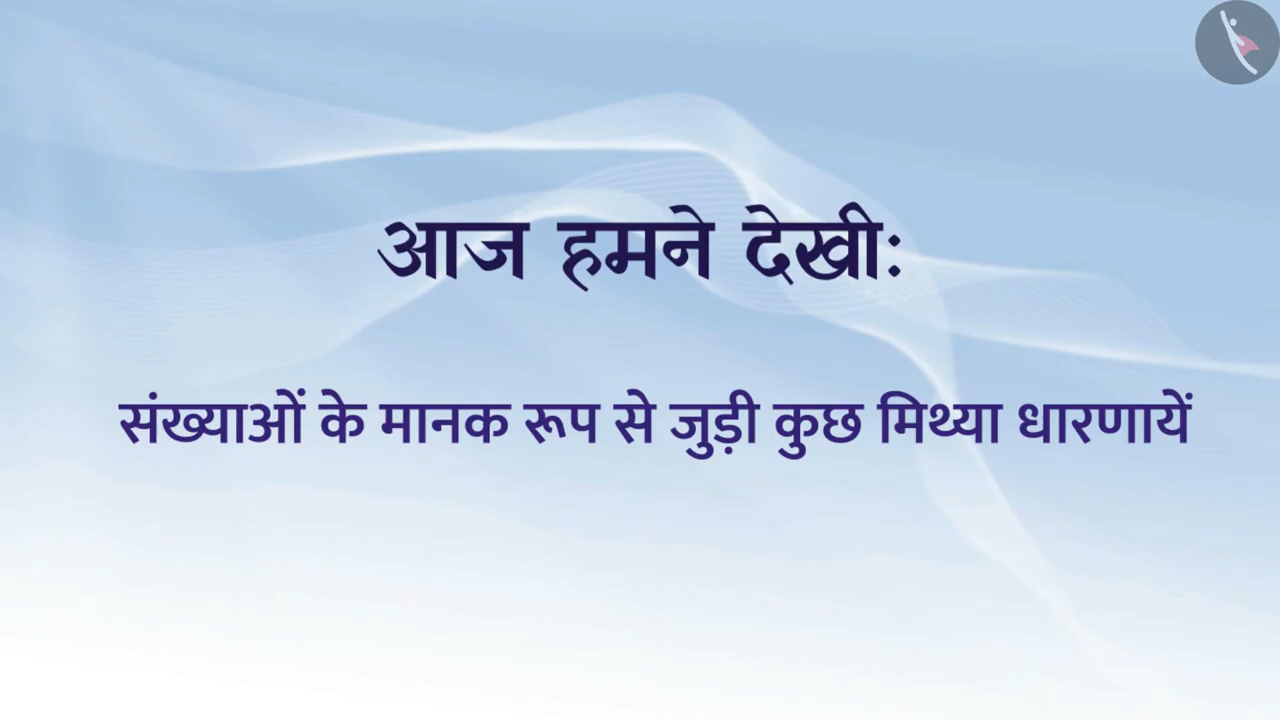 आज हमने देखी:
संख्याओं के मानक रूप से जुड़ी कुछ मिथ्या धारणायें